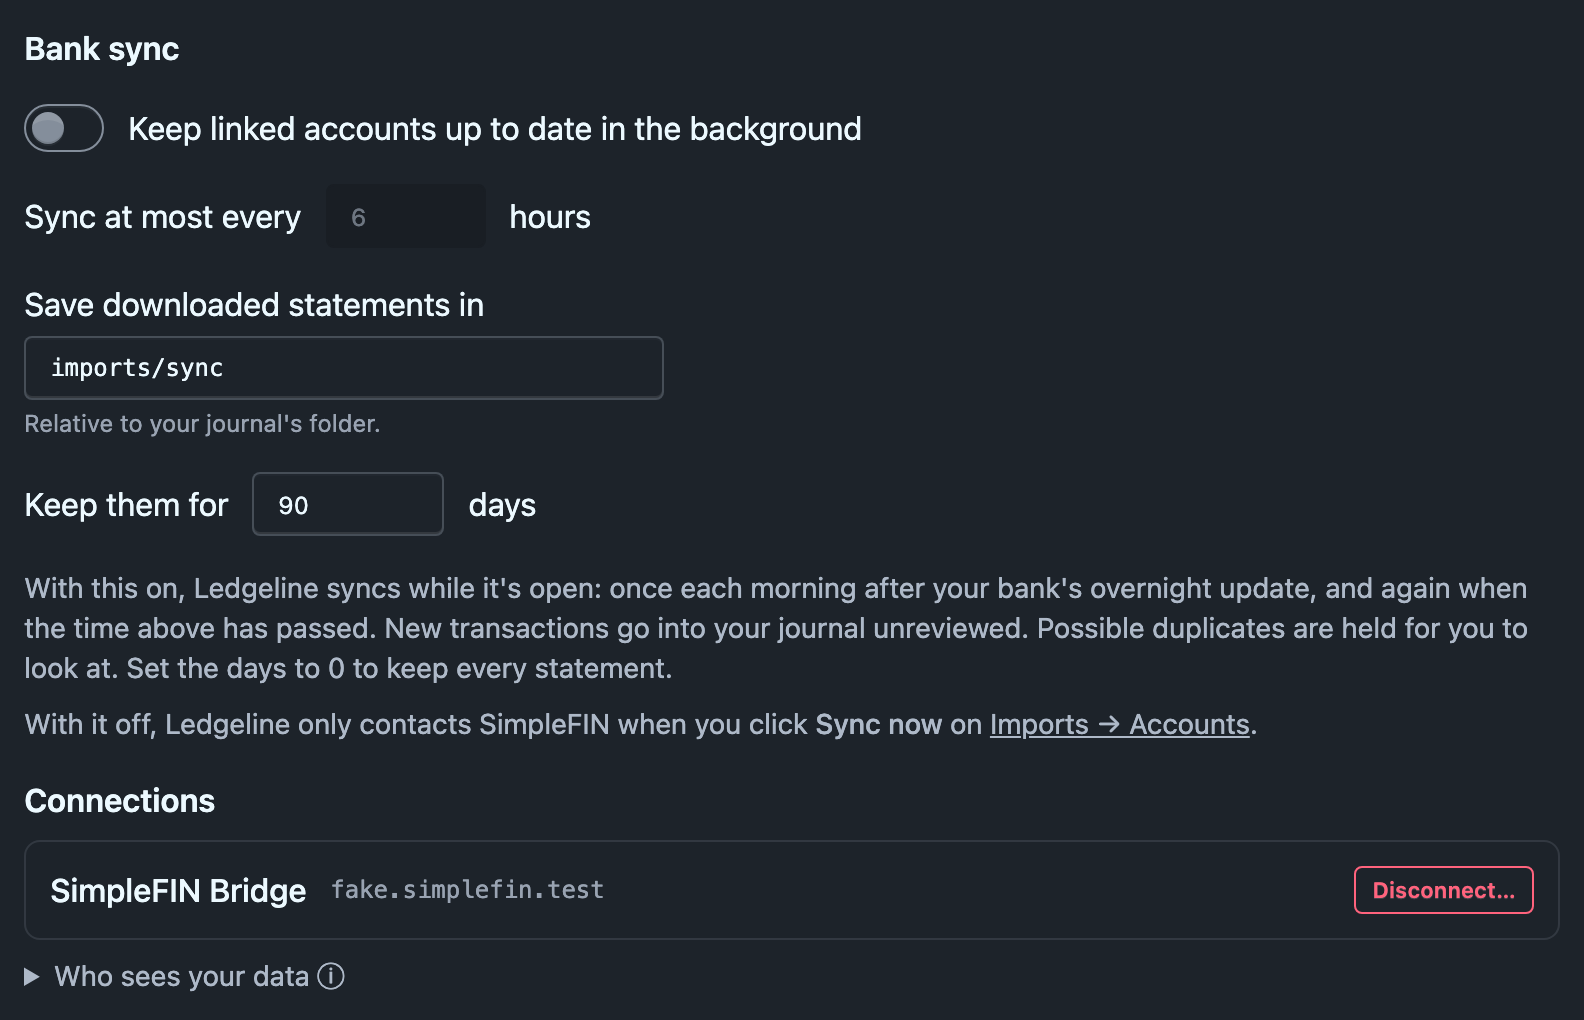 Bank sync
Keep linked accounts up to date in the background
Sync at most every 6 hours
Save downloaded statements in
imports/sync
Relative to your journal's folder.
Keep them for 90 days
With this on, Ledgeline syncs while it's open: once each morning after your bank's overnight update, and again when
the time above has passed. New transactions go into your journal unreviewed. Possible duplicates are held for you to
look at. Set the days to 0 to keep every statement.
With it off, Ledgeline only contacts SimpleFIN when you click Sync now on Imports → Accounts.
Connections
SimpleFIN Bridge fake.simplefin.test Disconnect...
▶ Who sees your data ⓘ